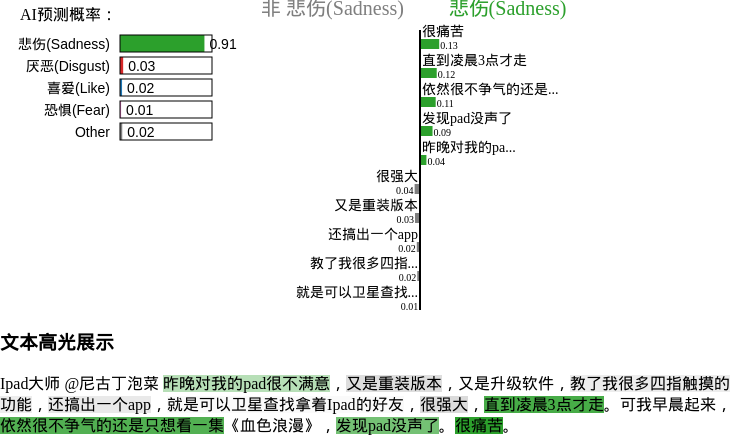 AI预测概率：
悲伤(Sadness) 0.91
厌恶(Disgust) 0.03
喜爱(Like) 0.02
恐惧(Fear) 0.01
Other 0.02
非 悲伤(Sadness) 悲伤(Sadness)
很痛苦
0.13
直到凌晨3点才走
0.12
依然很不争气的还是...
0.11
发现pad没声了
0.09
昨晚对我的pa...
0.04
很强大
0.04
又是重装版本
0.03
还搞出一个app
0.02
教了我很多四指...
0.02
就是可以卫星查找...
0.01
文本高光展示
Ipad大师 @尼古丁泡菜 昨晚对我的pad很不满意，又是重装版本，又是升级软件，教了我很多四指触摸的
功能，还搞出一个app，就是可以卫星查找拿着Ipad的好友，很强大，直到凌晨3点才走。可我早晨起来，
依然很不争气的还是只想看一集《血色浪漫》，发现pad没声了。很痛苦。